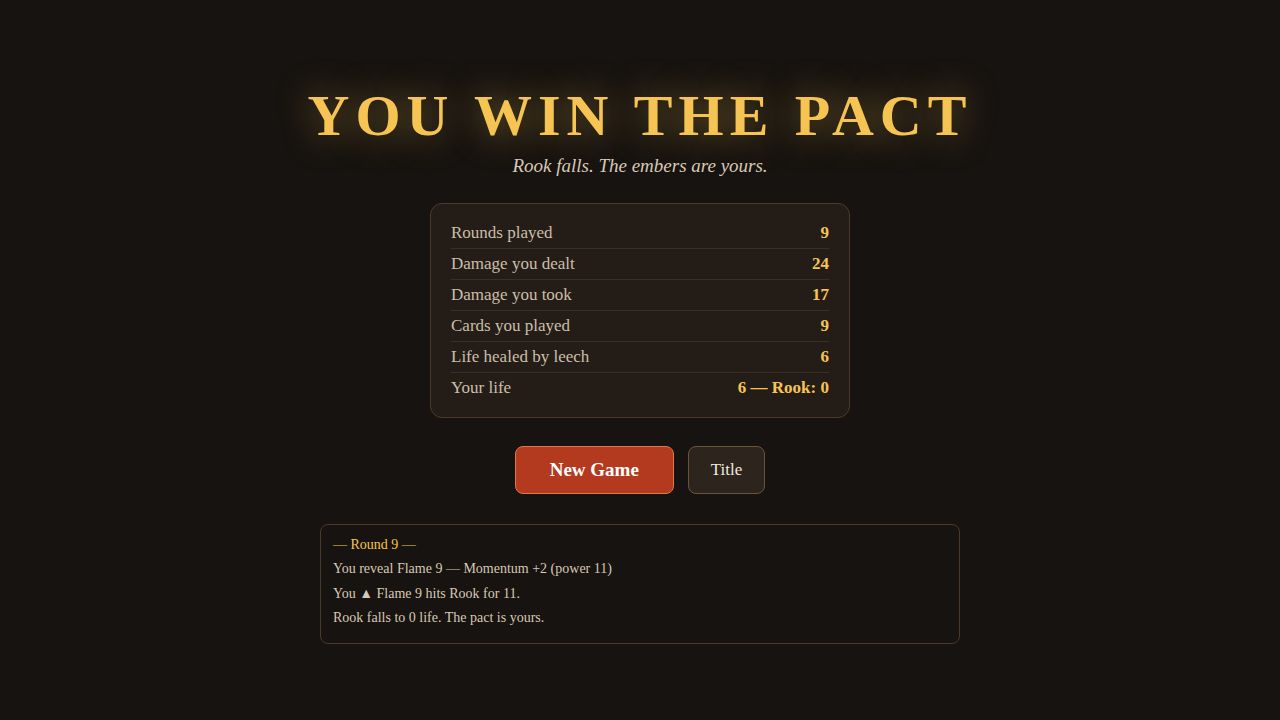 YOU WIN THE PACT
Rook falls. The embers are yours.
Rounds played 9
Damage you dealt 24
Damage you took 17
Cards you played 9
Life healed by leech 6
Your life 6 — Rook: 0
New Game Title
— Round 9 —
You reveal Flame 9 — Momentum +2 (power 11)
You ▲ Flame 9 hits Rook for 11.
Rook falls to 0 life. The pact is yours.